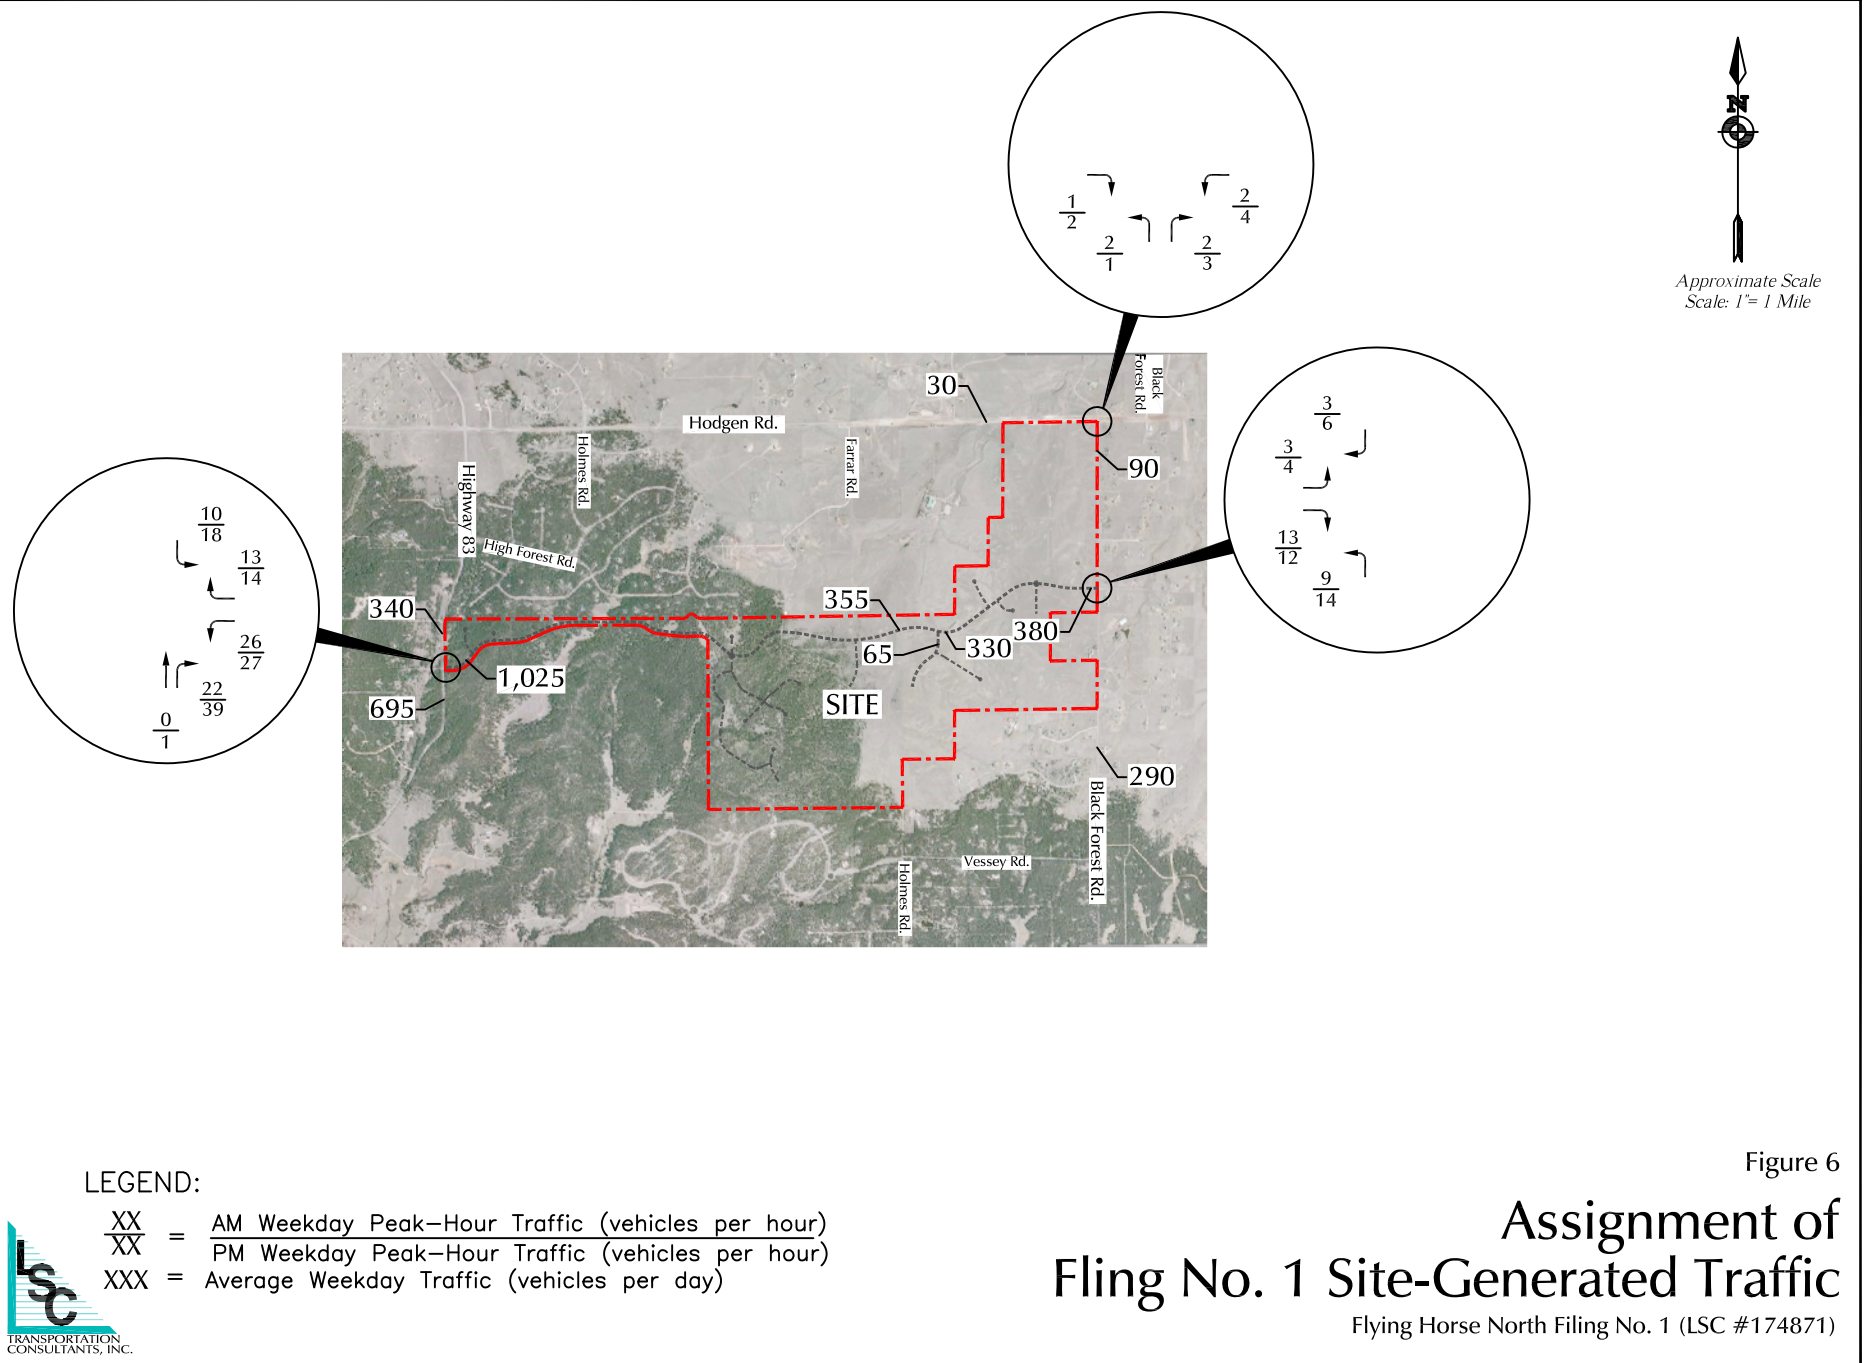 N
Approximate Scale
Scale: 1"= 1 Mile
1
2
2
1
2
3
2
4
30
Black
Forest Rd.
Hodgen Rd.
Holmes Rd.
Farrar Rd.
Highway 83
High Forest Rd.
90
3
6
3
4
13
12
9
14
10
18
13
14
26
27
22
39
0
1
340
355
380
330
65
1,025
695
SITE
290
Black Forest Rd.
Vessey Rd.
Holmes Rd.
LEGEND:
XX
XX
=
AM Weekday Peak-Hour Traffic (vehicles per hour)
PM Weekday Peak-Hour Traffic (vehicles per hour)
XXX = Average Weekday Traffic (vehicles per day)
LSC
TRANSPORTATION
CONSULTANTS, INC.
Figure 6
Assignment of
Fling No. 1 Site-Generated Traffic
Flying Horse North Filing No. 1 (LSC #174871)